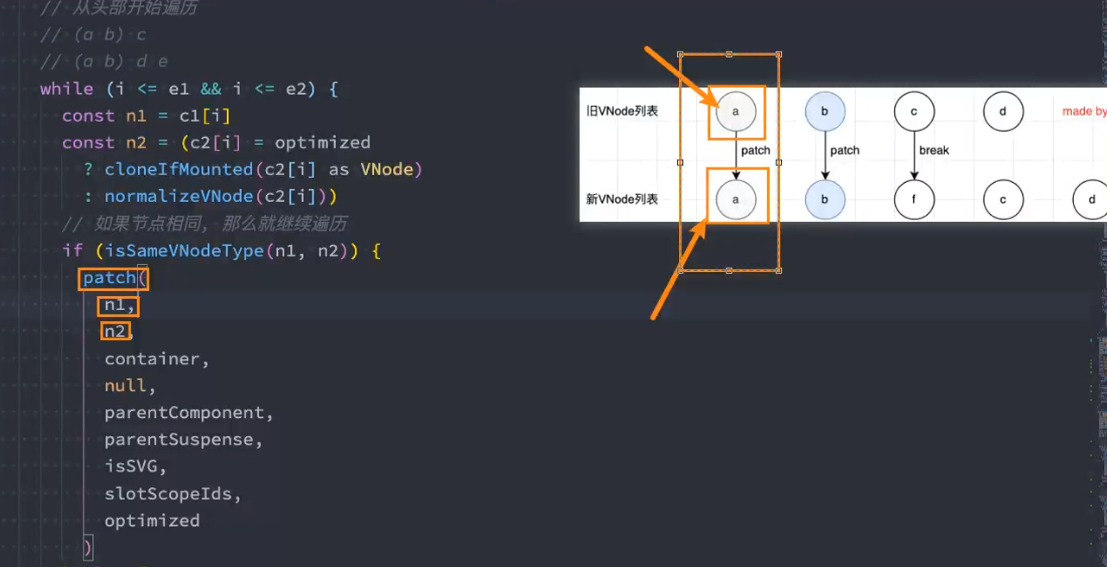 // 从头部开始遍历
// (a b) c
// (a b) d e
while (i <= e1 && i <= e2) {
const n1 = c1[i]
const n2 = (c2[i] = optimized
? cloneIfMounted(c2[i] as VNode)
: normalizeVNode(c2[i]))
// 如果节点相同, 那么就继续遍历
if (isSameVNodeType(n1, n2)) {
patch(
n1,
n2,
container,
null,
parentComponent,
parentSuspense,
isSVG,
slotScopeIds,
optimized
)
旧VNode列表 a b c d made by
patch patch break
新VNode列表 a b f c d